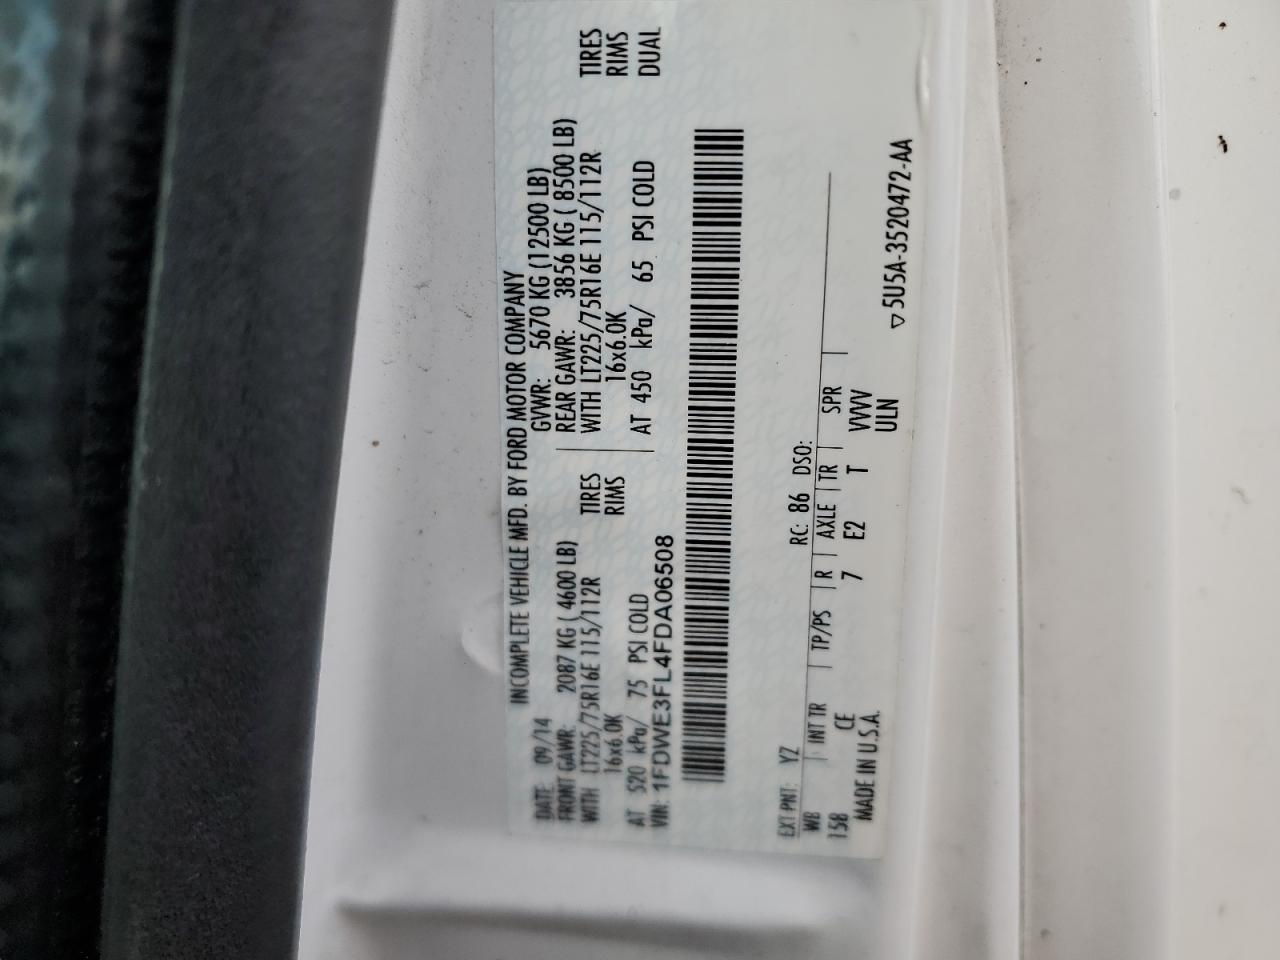 INCOMPLETE VEHICLE MFD. BY FORD MOTOR COMPANY
DATE: 09/14 GVWR: 5670 KG (12500 LB)
FRONT GAWR: 2087 KG ( 4600 LB) REAR GAWR: 3856 KG ( 8500 LB)
WITH LT225/75R16E 115/112R TIRES WITH LT225/75R16E 115/112R TIRES
16x6.0K RIMS 16x6.0K RIMS
AT 520 kPa/ 75 PSI COLD AT 450 kPa/ 65 PSI COLD DUAL
VIN: 1FDWE3FL4FDA06508
EXT PNT: YZ RC: 86 DSO:
WB INT TR TP/PS R AXLE TR SPR
158 CE 7 E2 T VVV
MADE IN U.S.A. ULN
▽5U5A-3520472-AA